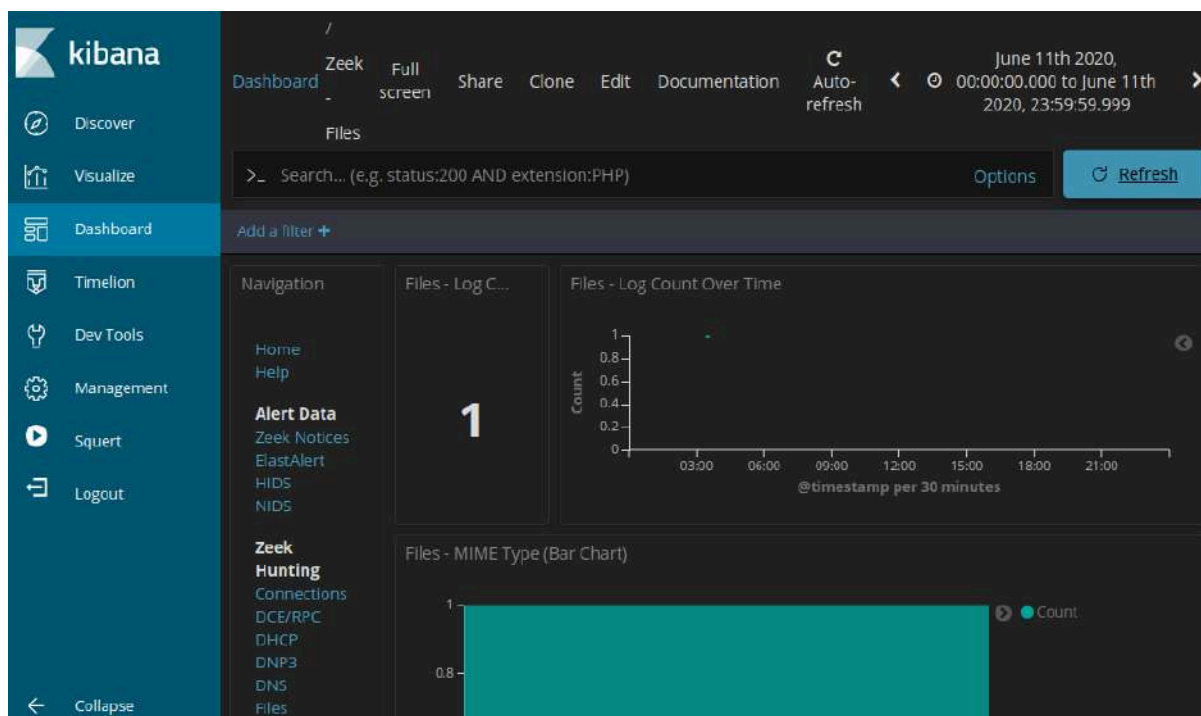 kibana
Discover
Visualize
Dashboard
Timelion
Dev Tools
Management
Squert
Logout
Collapse
Dashboard
/
Zeek
-
Files
Full
screen
Share
Clone
Edit
Documentation
Auto-
refresh
June 11th 2020,
00:00:00.000 to June 11th
2020, 23:59:59.999
>_ Search... (e.g. status:200 AND extension:PHP)
Options
Refresh
Add a filter +
Navigation
Home
Help
Alert Data
Zeek Notices
ElastAlert
HIDS
NIDS
Zeek
Hunting
Connections
DCE/RPC
DHCP
DNP3
DNS
Files
Files - Log C...
1
Files - Log Count Over Time
Count
1
0.8
0.6
0.4
0.2
0
03:00 06:00 09:00 12:00 15:00 18:00 21:00
@timestamp per 30 minutes
Files - MIME Type (Bar Chart)
1
0.8
Count